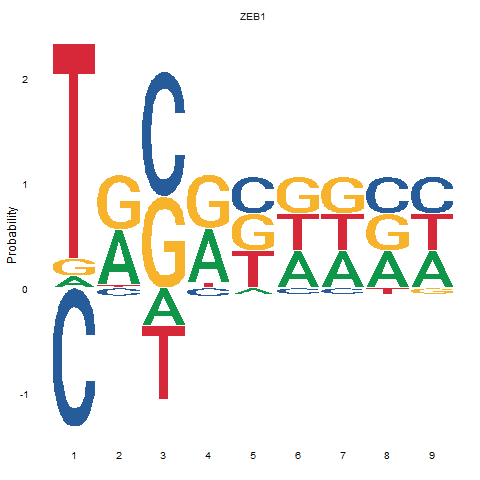 ZEB1
Probability
2
1
0
-1
T G A C
G A T C
C G A T
G A T C
C G T A
G T A C
G T A C
C G A T
C T A G
1 2 3 4 5 6 7 8 9